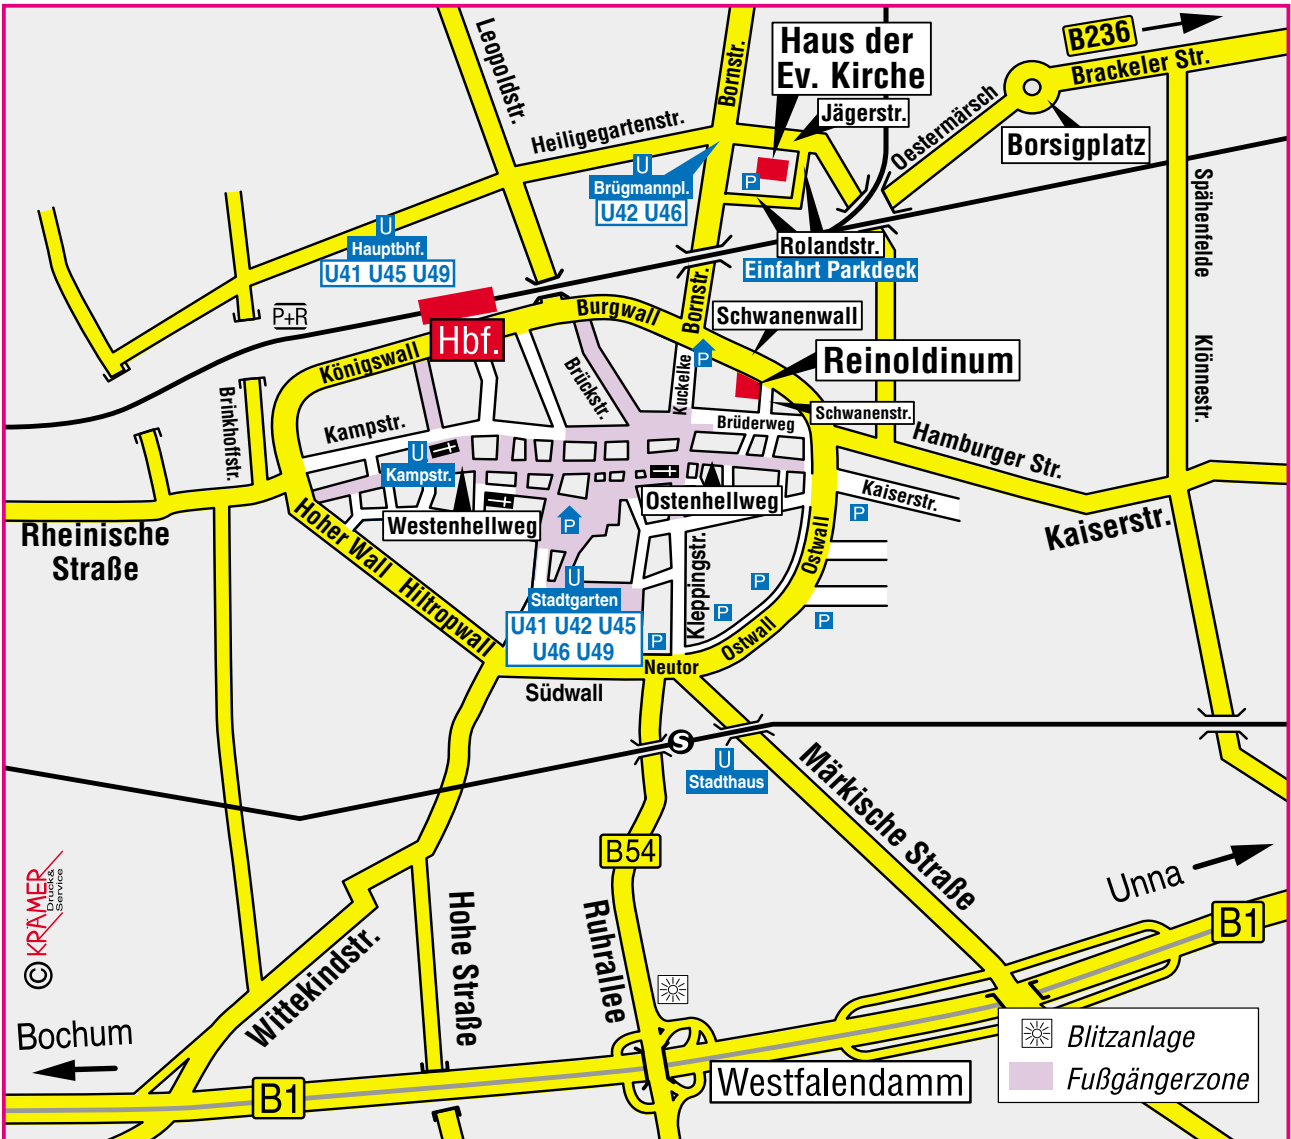 B236
Brackeler Str.
Leopoldstr.
Bornstr.
Haus der
Ev. Kirche
Jägerstr.
Oestermärsch
Borsigplatz
Heiligegartenstr.
U
Brügmannpl.
U42 U46
P
Spähenfelde
U
Hauptbhf.
U41 U45 U49
Rolandstr.
Einfahrt Parkdeck
P+R
Hbf.
Burgwall
Bornstr.
Schwanenwall
P
Reinoldinum
Klönnestr.
Königswall
Brückstr.
Kuckelke
Brinkhoffstr.
Kampstr.
Schwanenstr.
Brüderweg
Hamburger Str.
U
Kampstr.
Kaiserstr.
Westenhellweg
Ostenhellweg
P
P
Kaiserstr.
Rheinische
Straße
Hoher Wall
Hiltropwall
Kleppingstr.
Ostwall
U
Stadtgarten
U41 U42 U45
U46 U49
P
P
P
P
Ostwall
Neutor
Südwall
S
U
Stadthaus
Märkische Straße
B54
Unna
B1
© KRÄMER
Druck&
Service
Hohe Straße
Ruhrallee
Wittekindstr.
Bochum
B1
Westfalendamm
Blitzanlage
Fußgängerzone